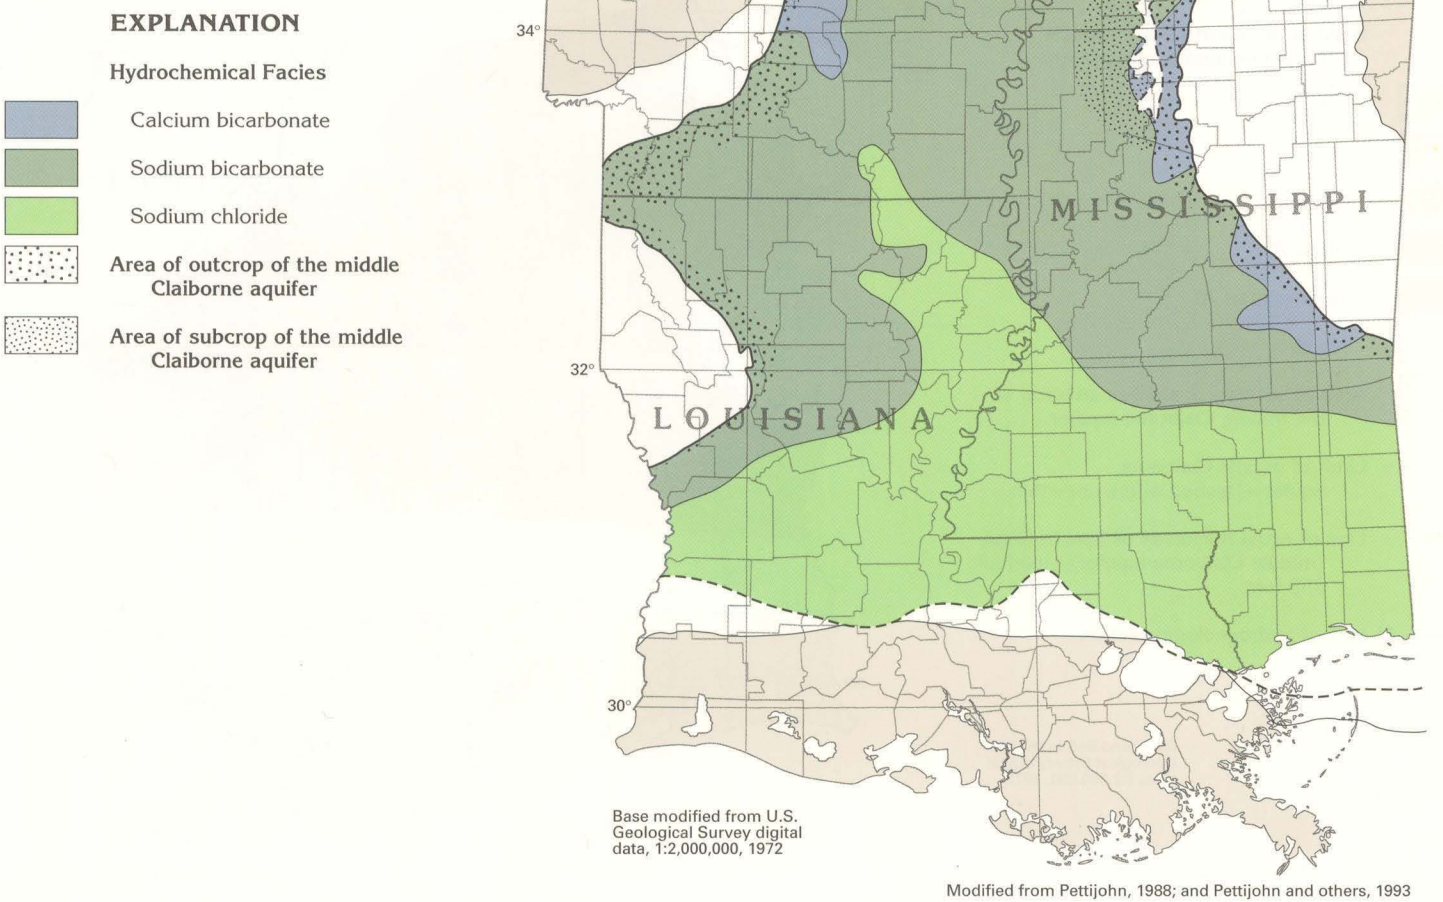 EXPLANATION
Hydrochemical Facies
Calcium bicarbonate
Sodium bicarbonate
Sodium chloride
Area of outcrop of the middle
Claiborne aquifer
Area of subcrop of the middle
Claiborne aquifer
34°
MISSISSIPPI
32°
LOUISIANA
30°
Base modified from U.S.
Geological Survey digital
data, 1:2,000,000, 1972
Modified from Pettijohn, 1988; and Pettijohn and others, 1993